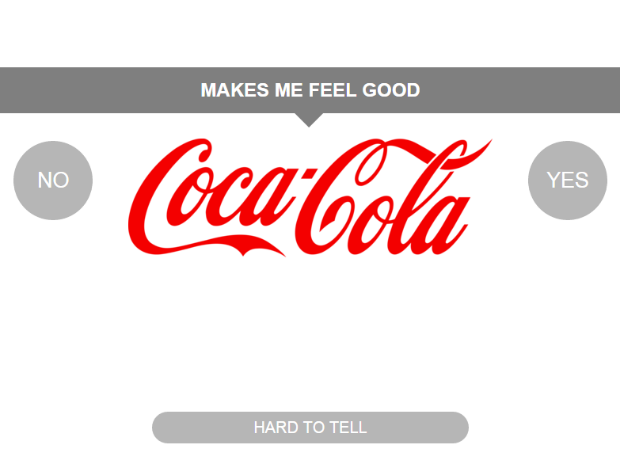 MAKES ME FEEL GOOD
NO
Coca-Cola
YES
HARD TO TELL